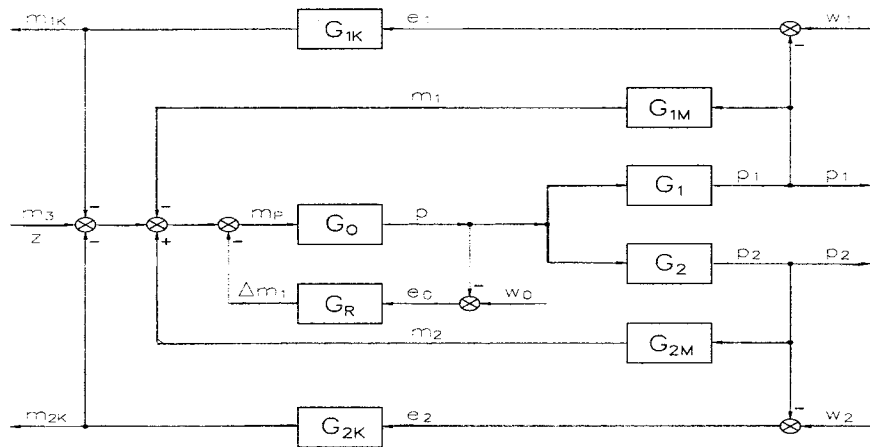 m1K G1K e1 w1
-
m1 G1M
G1 p1 p1
- -
m3 mp G0 p
z - + -
G2 p2 p2
-
Δm1 GR e0 w0
m2 G2M
-
m2K G2K e2 w2